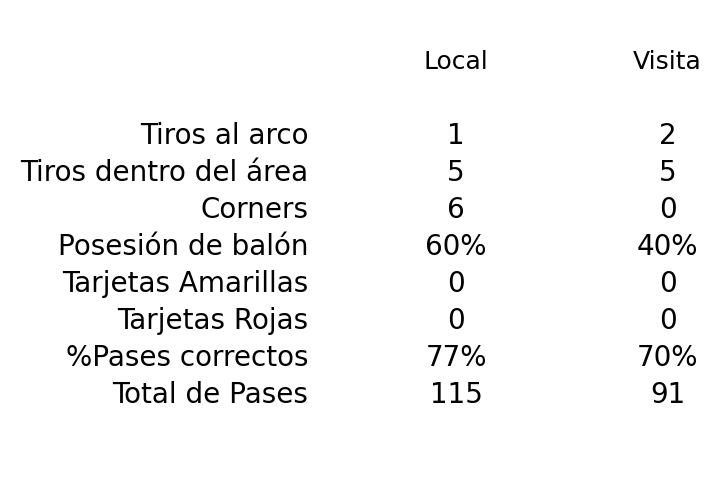 Local Visita
Tiros al arco 1 2
Tiros dentro del área 5 5
Corners 6 0
Posesión de balón 60% 40%
Tarjetas Amarillas 0 0
Tarjetas Rojas 0 0
%Pases correctos 77% 70%
Total de Pases 115 91